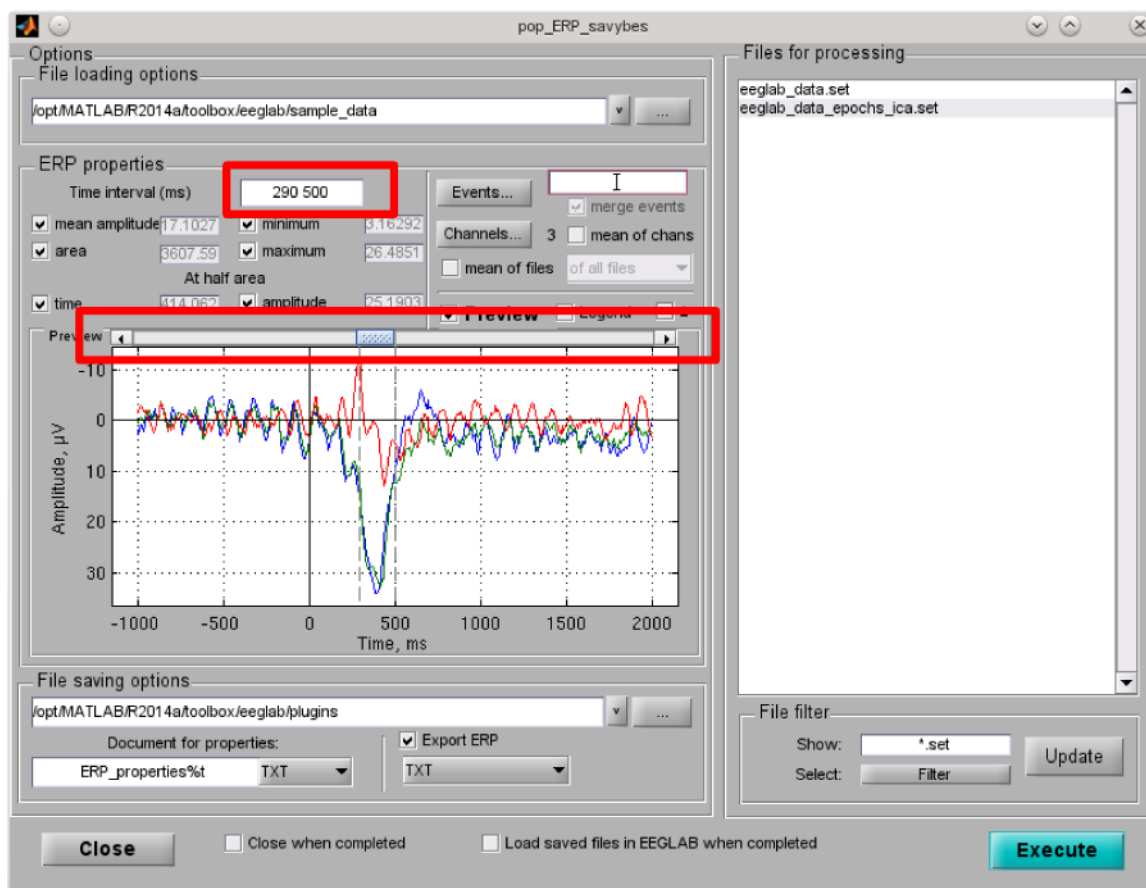 pop_ERP_savybes
Options
File loading options
/opt/MATLAB/R2014a/toolbox/eeglab/sample_data
v
...
ERP properties
Time interval (ms)
290 500
mean amplitude
17.1027
minimum
3.16292
area
3607.59
maximum
26.4851
At half area
time
414.062
amplitude
25.1903
Events...
merge events
Channels...
3
mean of chans
mean of files
of all files
Preview
Legend
Preview
-10
0
10
20
30
Amplitude, µV
-1000
-500
0
500
1000
1500
2000
Time, ms
File saving options
/opt/MATLAB/R2014a/toolbox/eeglab/plugins
v
...
Document for properties:
ERP_properties%t
TXT
Export ERP
TXT
Close
Close when completed
Load saved files in EEGLAB when completed
Execute
Files for processing
eeglab_data.set
eeglab_data_epochs_ica.set
File filter
Show:
*.set
Select:
Filter
Update